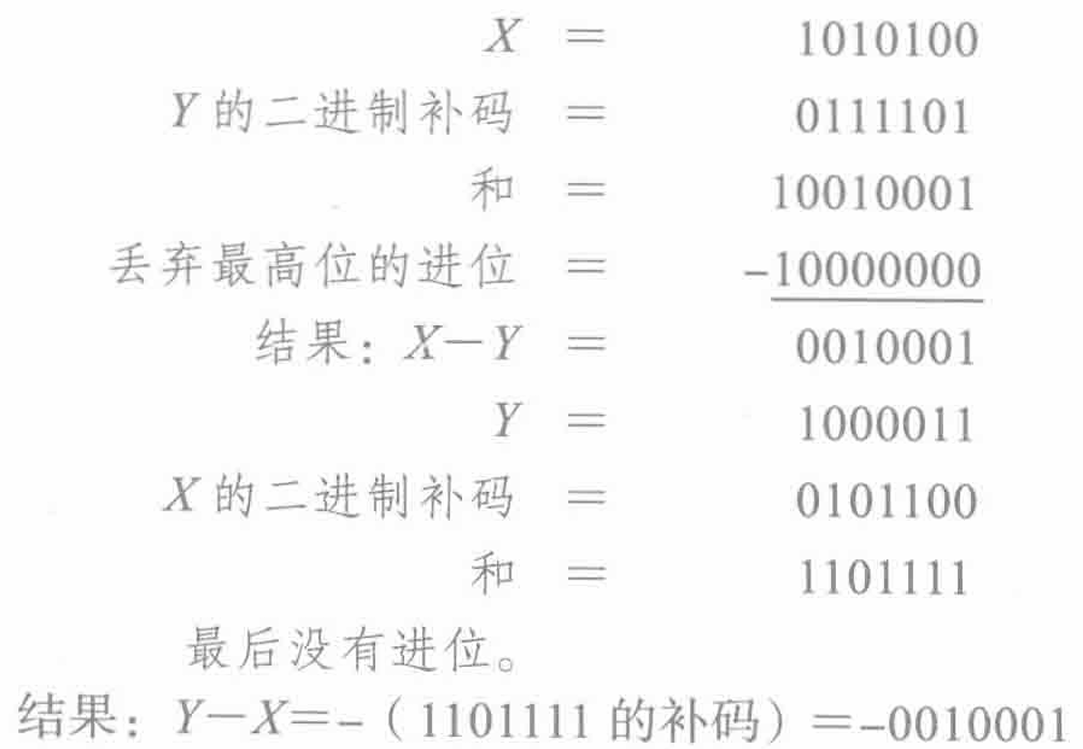 X = 1010100
Y 的二进制补码 = 0111101
和 = 10010001
丢弃最高位的进位 = -10000000
结果：X－Y = 0010001
Y = 1000011
X 的二进制补码 = 0101100
和 = 1101111
最后没有进位。
结果：Y－X=-（1101111 的补码）=-0010001